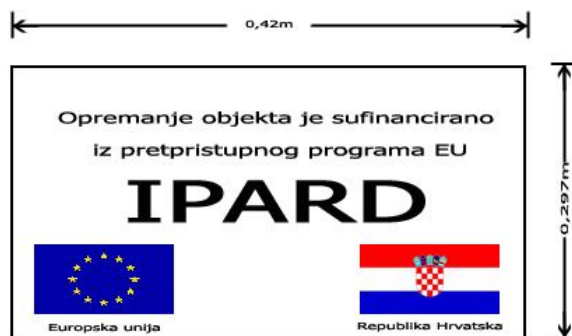 0,42m
Opremanje objekta je sufinancirano
iz pretpristupnog programa EU
IPARD
0,297m
Europska unija
Republika Hrvatska